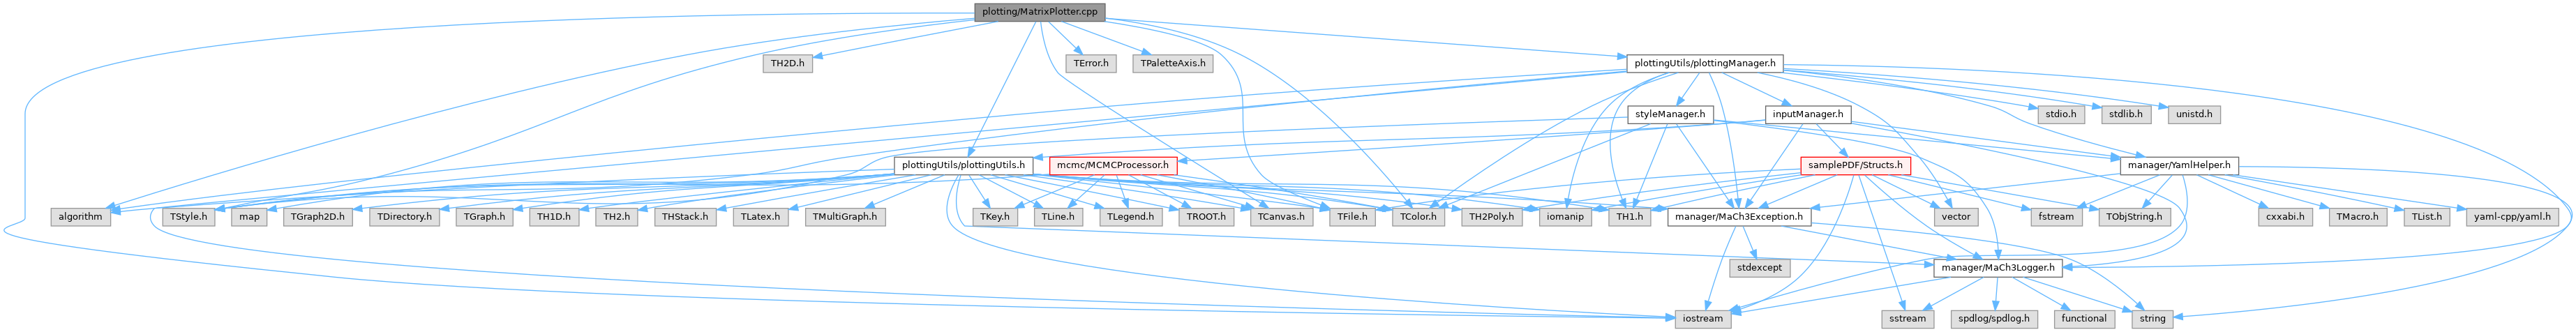 plotting/MatrixPlotter.cpp
TH2D.h
TError.h
TPaletteAxis.h
plottingUtils/plottingManager.h
styleManager.h
inputManager.h
stdio.h
stdlib.h
unistd.h
plottingUtils/plottingUtils.h
mcmc/MCMCProcessor.h
samplePDF/Structs.h
manager/YamlHelper.h
algorithm
TStyle.h
map
TGraph2D.h
TDirectory.h
TGraph.h
TH1D.h
TH2.h
THStack.h
TLatex.h
TMultiGraph.h
TKey.h
TLine.h
TLegend.h
TROOT.h
TCanvas.h
TFile.h
TColor.h
TH2Poly.h
iomanip
TH1.h
manager/MaCh3Exception.h
vector
fstream
TObjString.h
cxxabi.h
TMacro.h
TList.h
yaml-cpp/yaml.h
stdexcept
manager/MaCh3Logger.h
iostream
sstream
spdlog/spdlog.h
functional
string